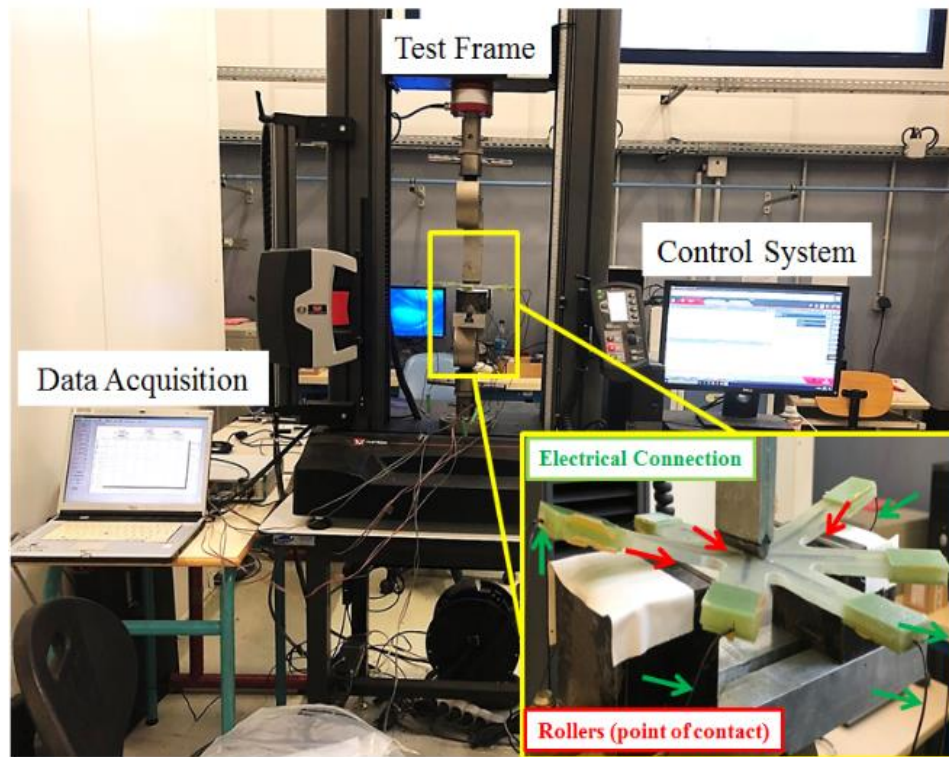 Test Frame
Control System
Data Acquisition
Electrical Connection
Rollers (point of contact)